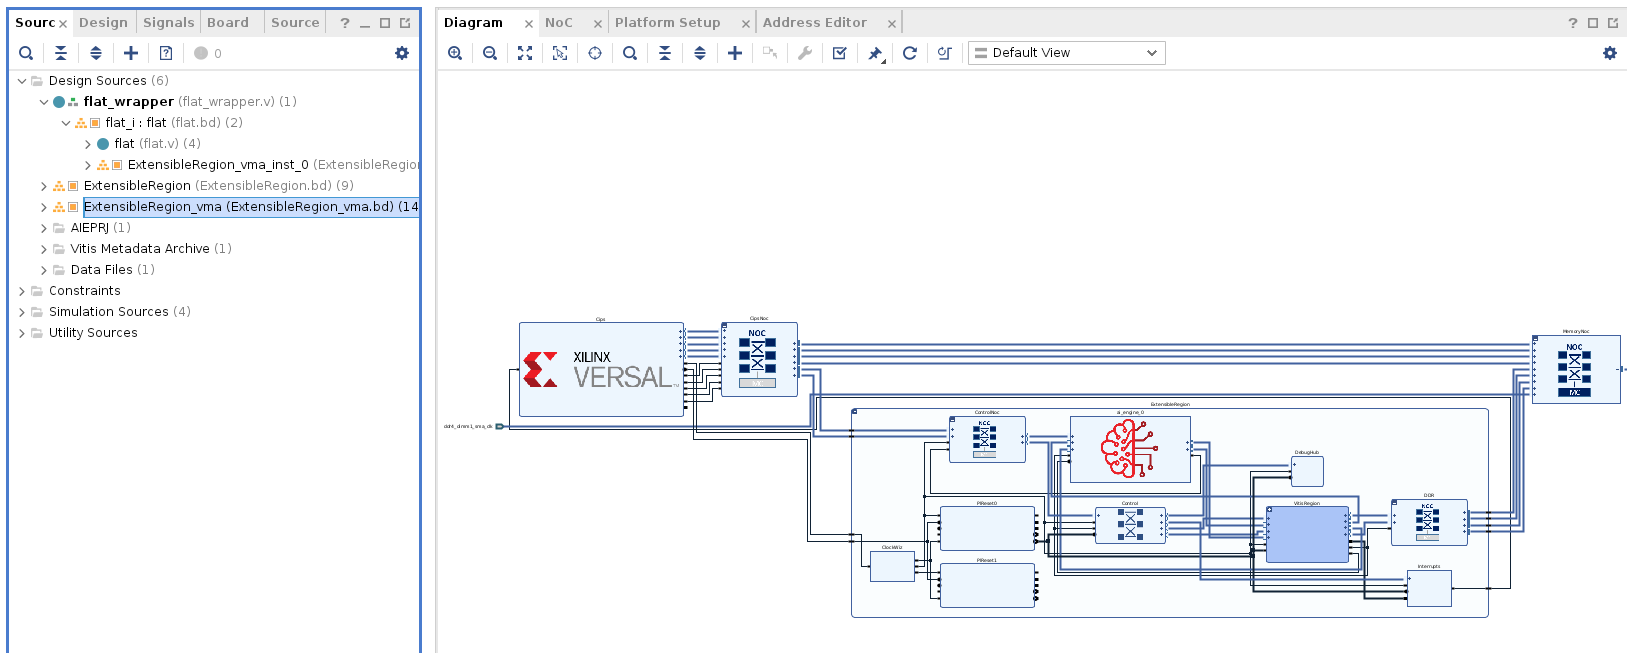 Sourc Design Signals Board Source ?
0
Design Sources (6)
flat_wrapper (flat_wrapper.v) (1)
flat_i : flat (flat.bd) (2)
flat (flat.v) (4)
ExtensibleRegion_vma_inst_0 (ExtensibleRegion
ExtensibleRegion (ExtensibleRegion.bd) (9)
ExtensibleRegion_vma (ExtensibleRegion_vma.bd) (14
AIEPRJ (1)
Vitis Metadata Archive (1)
Data Files (1)
Constraints
Simulation Sources (4)
Utility Sources
Diagram NoC Platform Setup Address Editor ?
Default View
Cips
XILINX
VERSAL
CipsNoc
NOC
MemoryNoc
NOC
MC
ExtensibleRegion
ControlNoc
NOC
ai_engine_0
DebugHub
PlReset0
Control
VitisRegion
DDR
NOC
ClockWiz
PlReset1
Interrupts